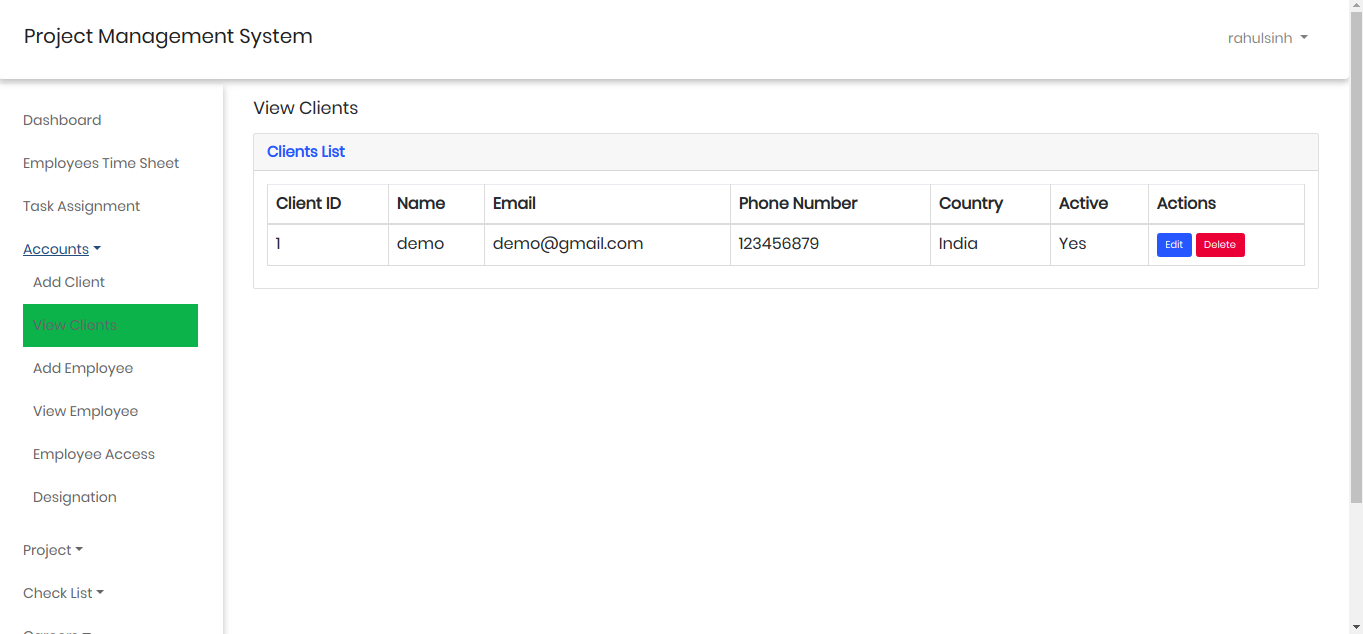 Project Management System
rahulsinh
Dashboard
Employees Time Sheet
Task Assignment
Accounts
Add Client
View Clients
Add Employee
View Employee
Employee Access
Designation
Project
Check List
View Clients
Clients List
Client ID Name Email Phone Number Country Active Actions
1 demo demo@gmail.com 123456879 India Yes Edit Delete